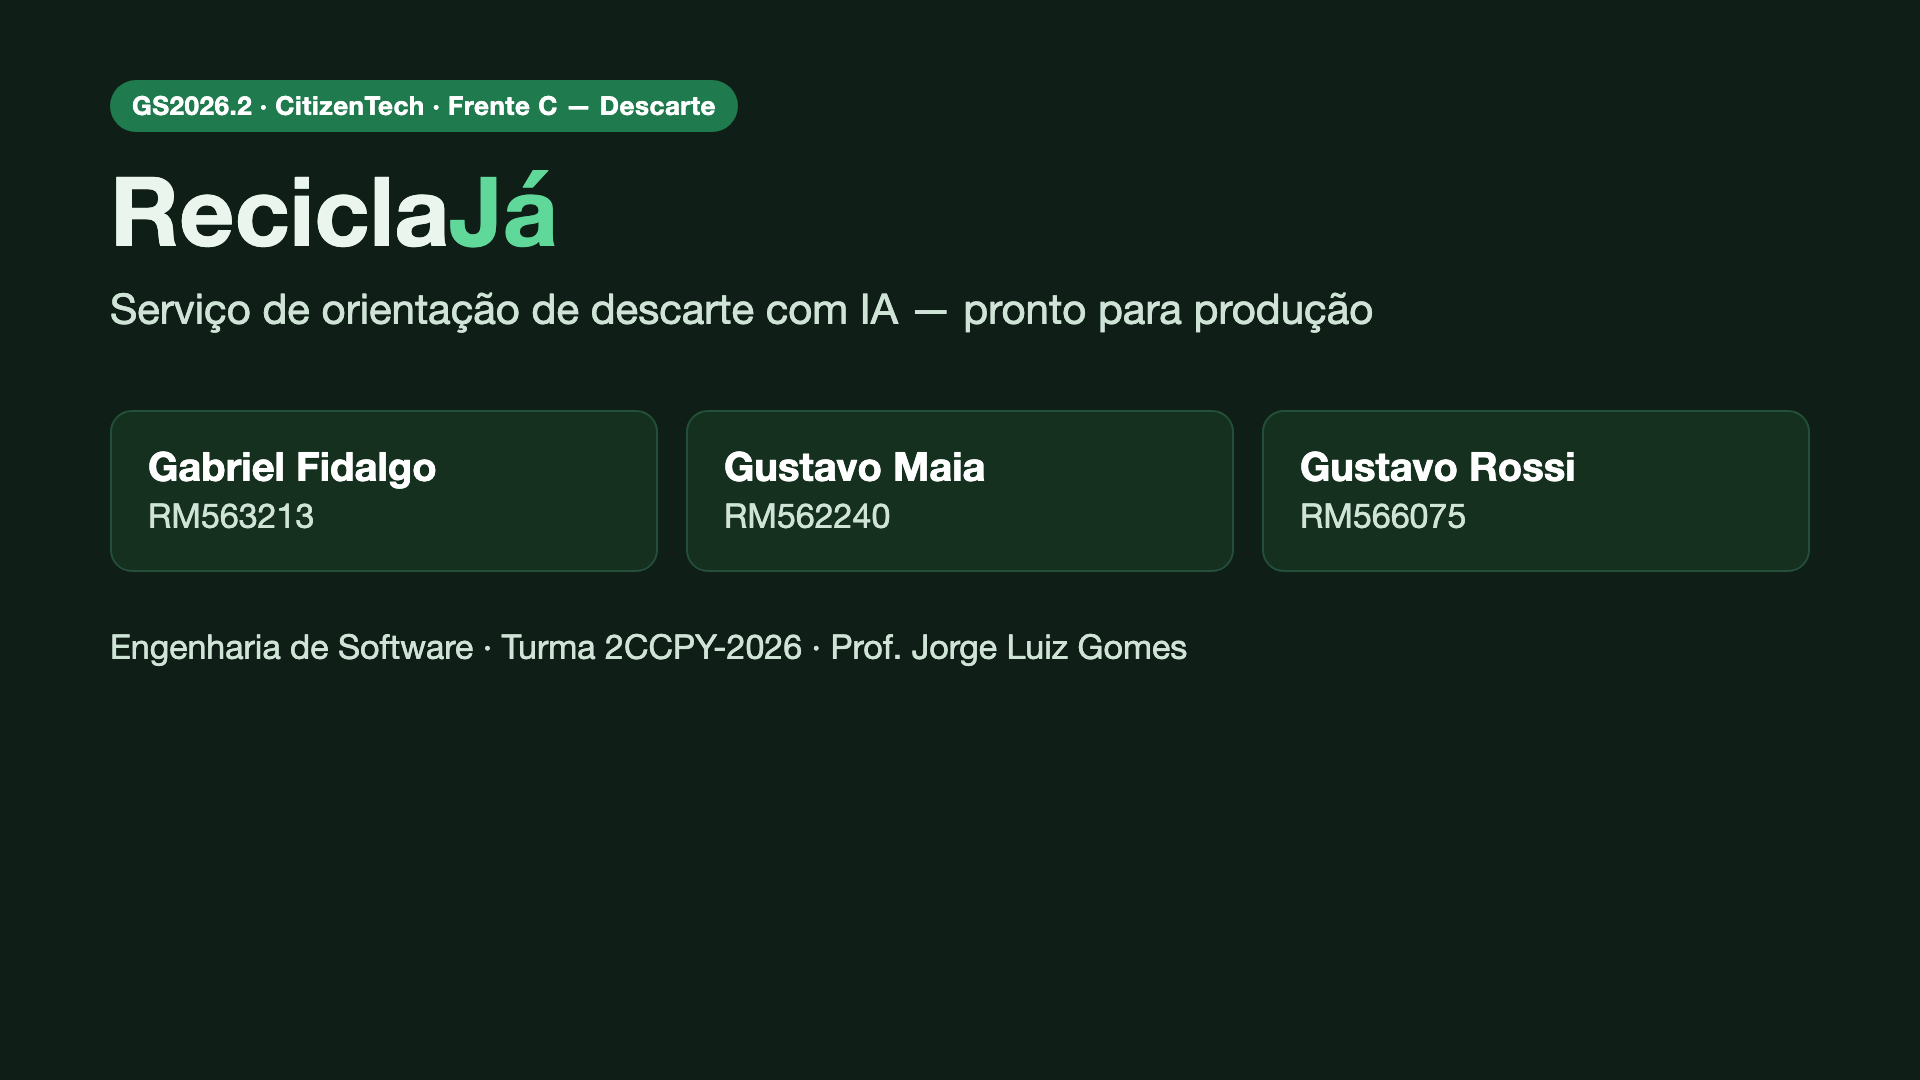 GS2026.2 · CitizenTech · Frente C — Descarte
ReciclaJá
Serviço de orientação de descarte com IA — pronto para produção
Gabriel Fidalgo
RM563213
Gustavo Maia
RM562240
Gustavo Rossi
RM566075
Engenharia de Software · Turma 2CCPY-2026 · Prof. Jorge Luiz Gomes